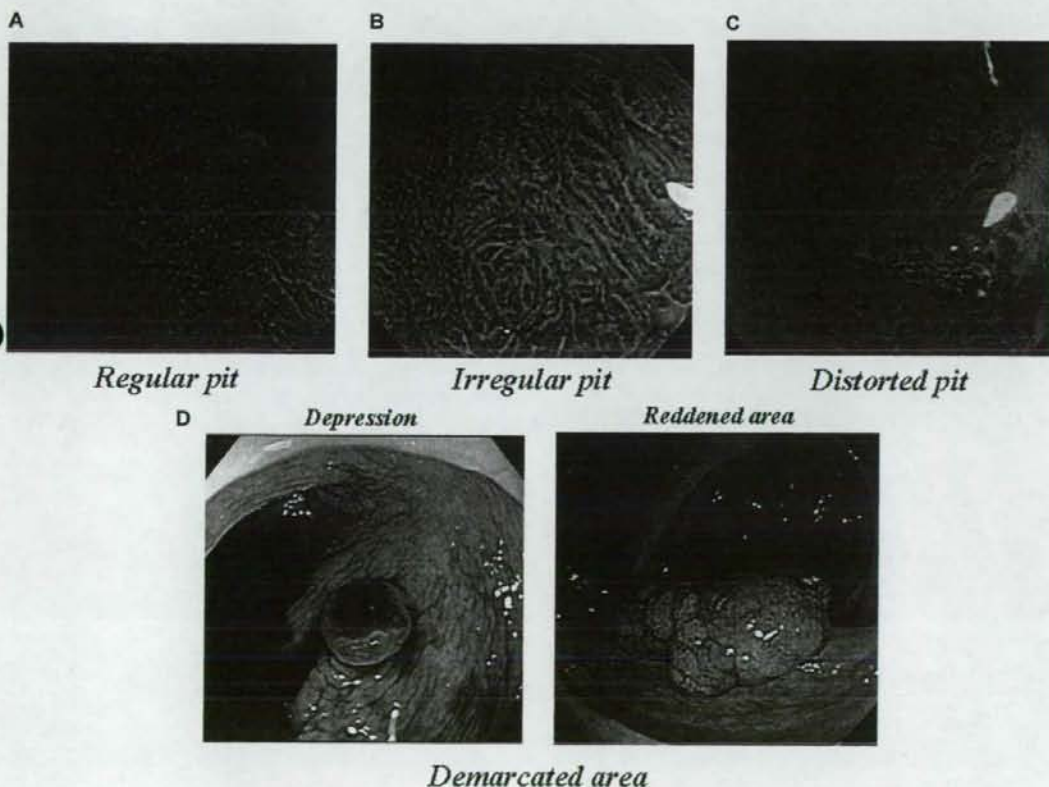 A
B
C
Regular pit
Irregular pit
Distorted pit
D
Depression
Reddened area
Demarcated area